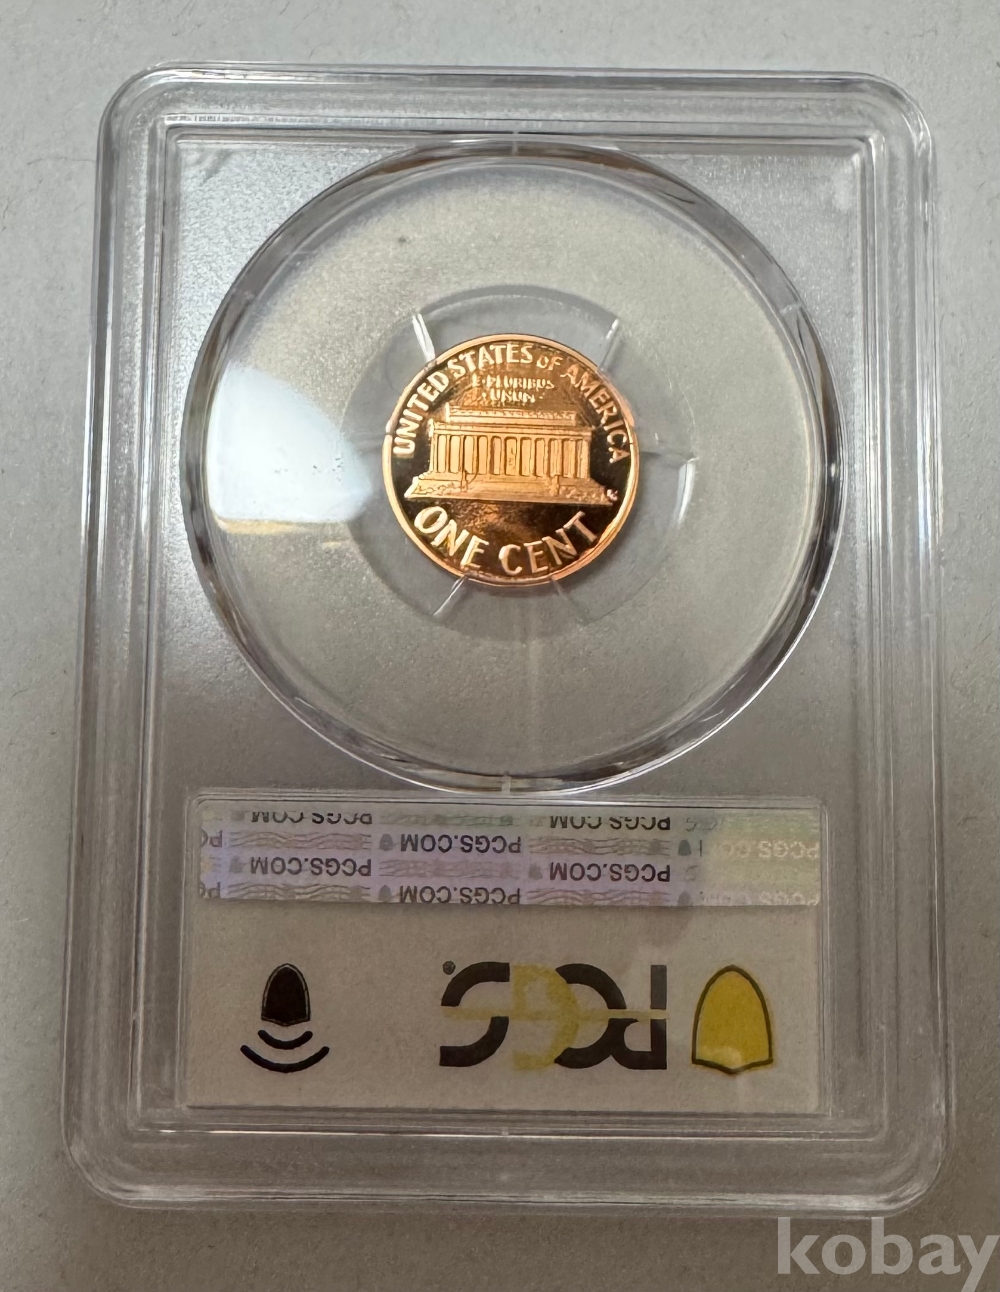 UNITED STATES OF AMERICA
E·PLURIBUS
·UNUM·
ONE CENT
PCGS.COM PCGS.COM
PCGS.COM PCGS.COM
PCGS.COM PCGS.COM
PCGS.COM
PCGS®
kobay